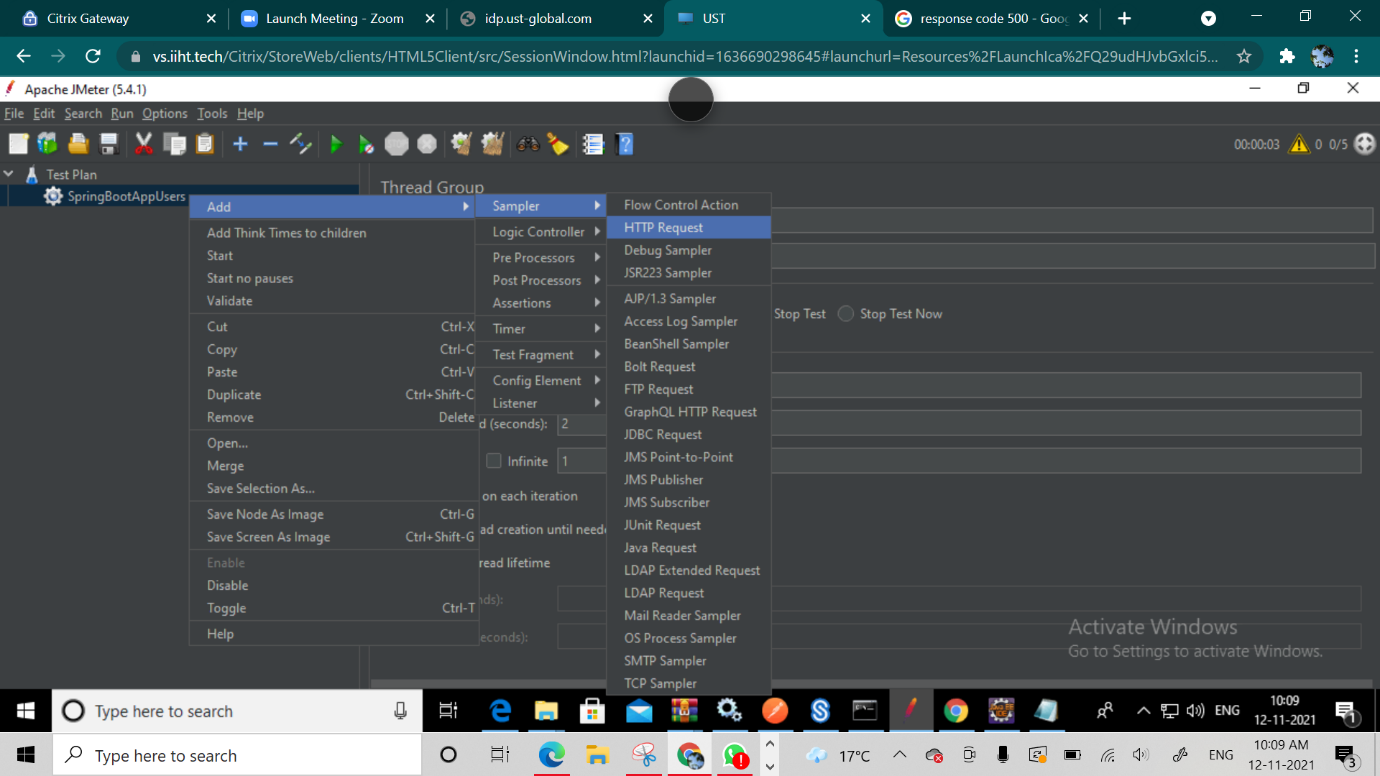 Citrix Gateway
Launch Meeting - Zoom
idp.ust-global.com
UST
response code 500 - Goog
vs.iiht.tech/Citrix/StoreWeb/clients/HTML5Client/src/SessionWindow.html?launchid=1636690298645#launchurl=Resources%2FLaunchIca%2FQ29udHJvbGxlci5...
Apache JMeter (5.4.1)
File Edit Search Run Options Tools Help
00:00:03 0 0/5
Test Plan
SpringBootAppUsers
Thread Group
Add
Add Think Times to children
Start
Start no pauses
Validate
Cut Ctrl-X
Copy Ctrl-C
Paste Ctrl-V
Duplicate Ctrl+Shift-C
Remove Delete
Open...
Merge
Save Selection As...
Save Node As Image Ctrl-G
Save Screen As Image Ctrl+Shift-G
Enable
Disable
Toggle Ctrl-T
Help
Sampler
Logic Controller
Pre Processors
Post Processors
Assertions
Timer
Test Fragment
Config Element
Listener
Flow Control Action
HTTP Request
Debug Sampler
JSR223 Sampler
AJP/1.3 Sampler
Access Log Sampler
BeanShell Sampler
Bolt Request
FTP Request
GraphQL HTTP Request
JDBC Request
JMS Point-to-Point
JMS Publisher
JMS Subscriber
JUnit Request
Java Request
LDAP Extended Request
LDAP Request
Mail Reader Sampler
OS Process Sampler
SMTP Sampler
TCP Sampler
Stop Test Stop Test Now
d (seconds): 2
Infinite 1
on each iteration
ad creation until neede
read lifetime
nds):
econds):
Activate Windows
Go to Settings to activate Windows.
Type here to search
ENG
10:09
12-11-2021
1
Type here to search
17°C
ENG
10:09 AM
12-11-2021
3